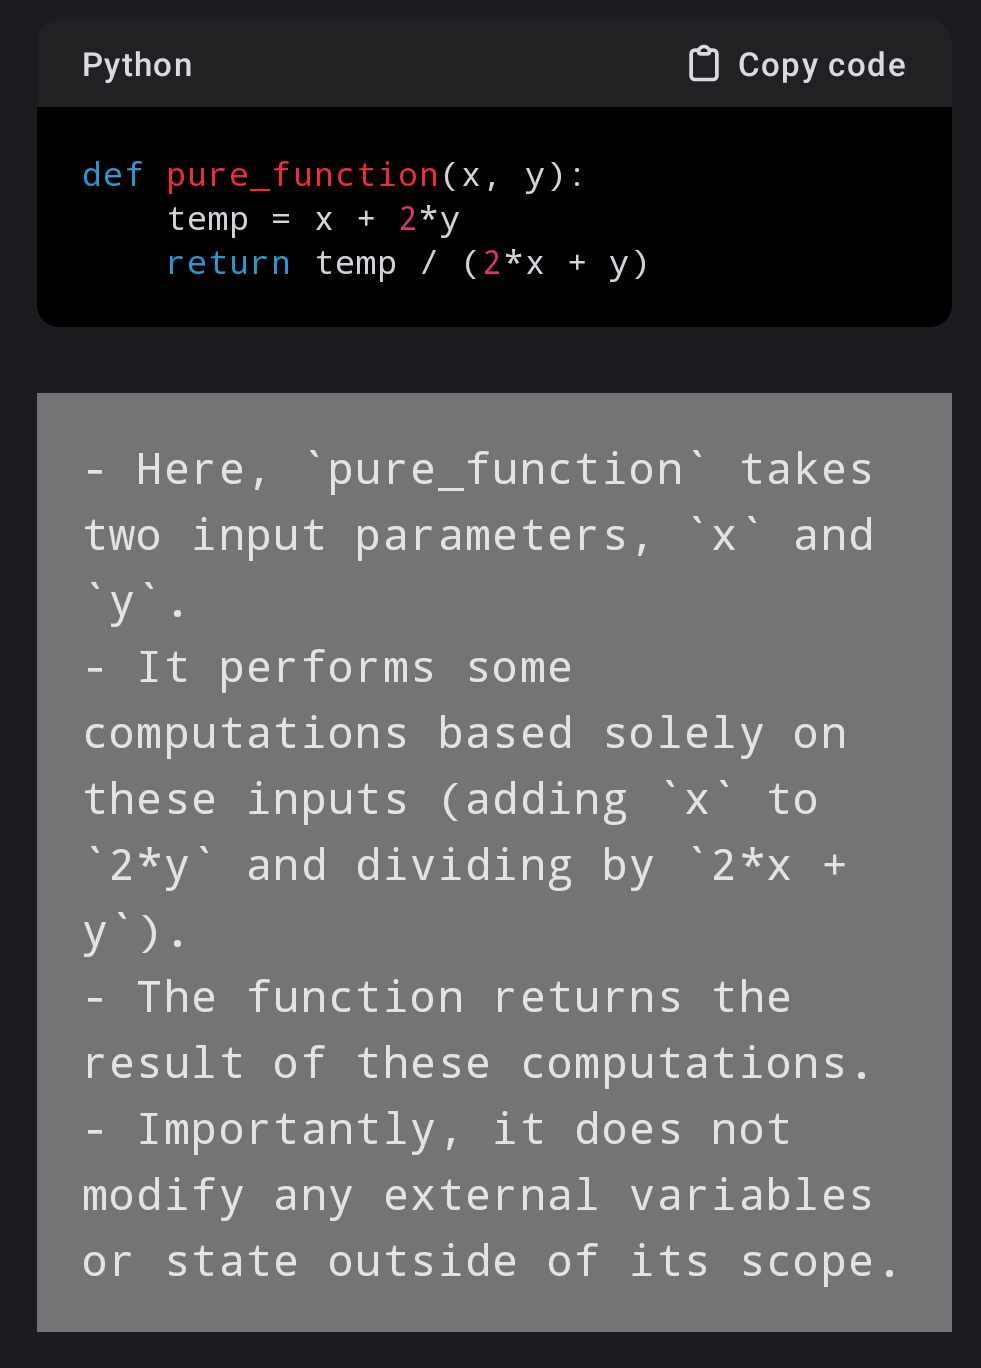 Python
Copy code
def pure_function(x, y):
    temp = x + 2*y
    return temp / (2*x + y)
- Here, `pure_function` takes
two input parameters, `x` and
`y`.
- It performs some
computations based solely on
these inputs (adding `x` to
`2*y` and dividing by `2*x +
y`).
- The function returns the
result of these computations.
- Importantly, it does not
modify any external variables
or state outside of its scope.